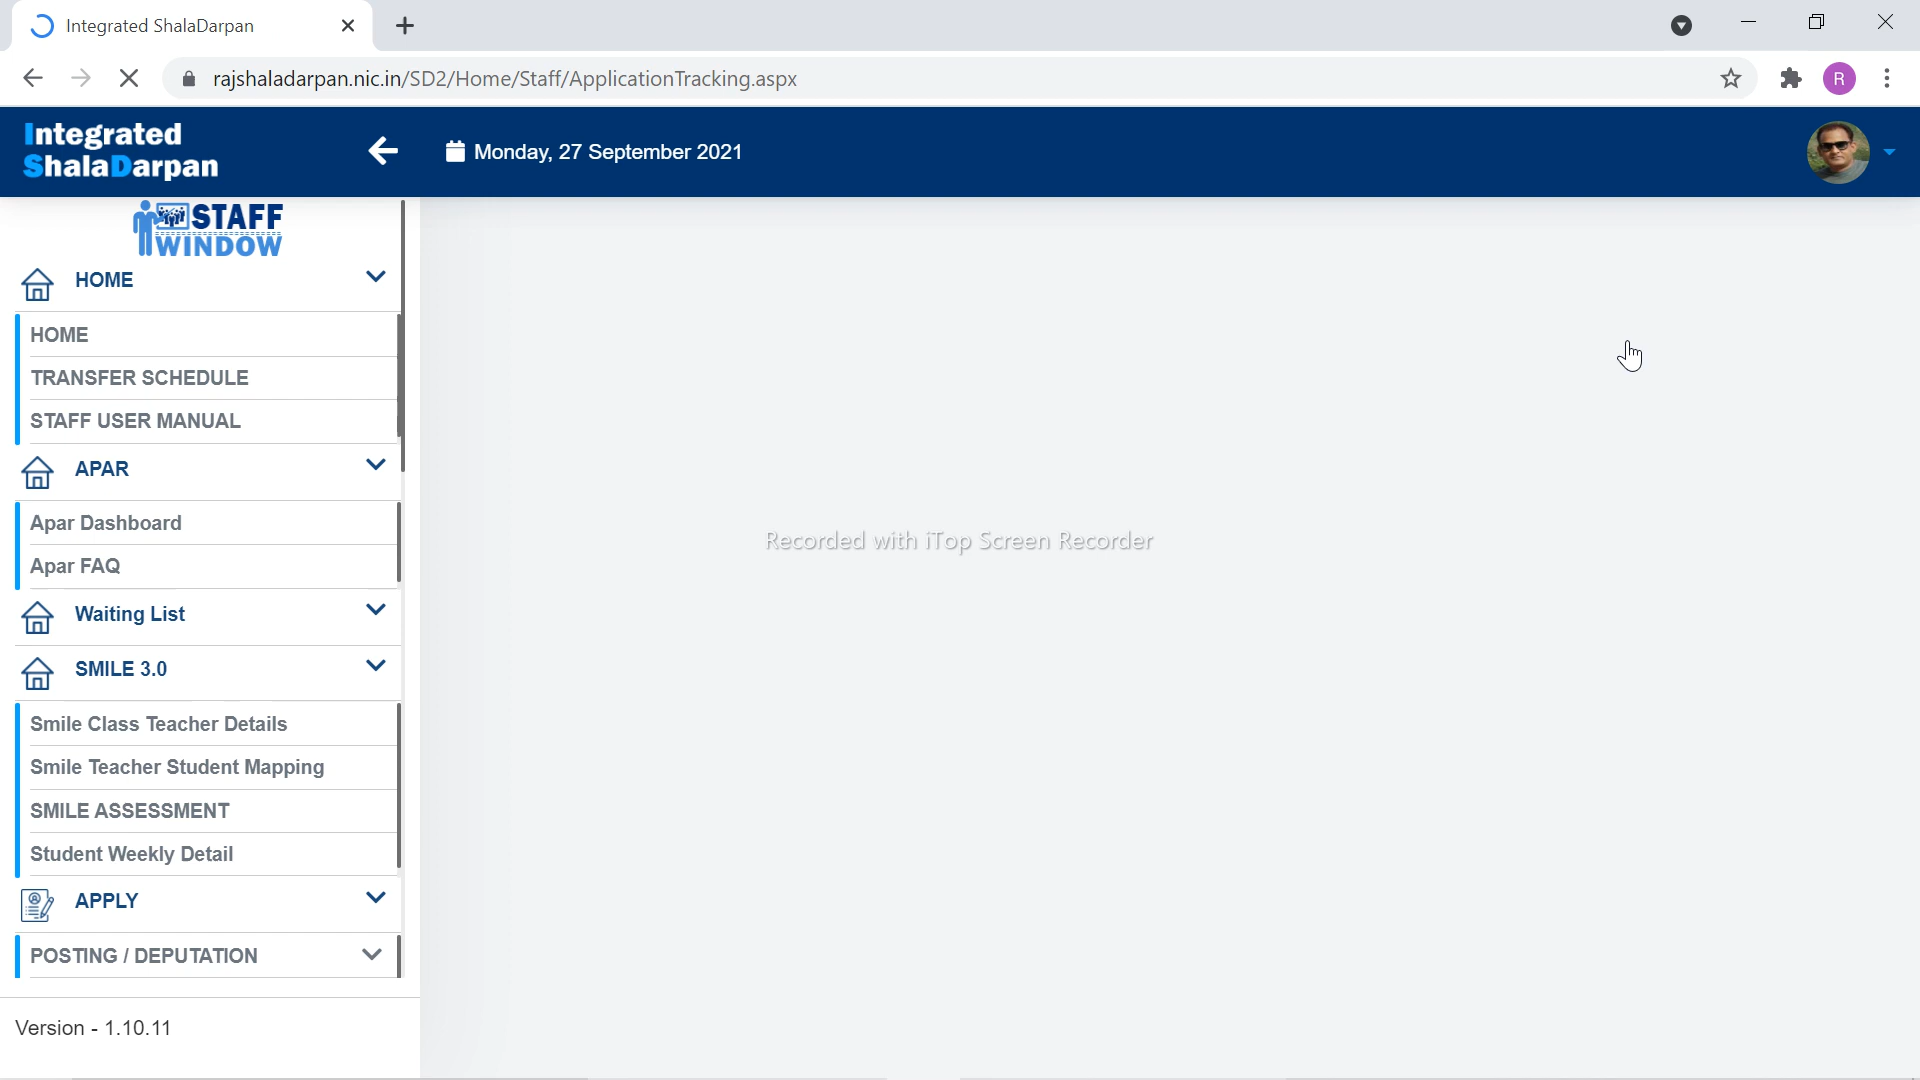 Integrated ShalaDarpan
rajshaladarpan.nic.in/SD2/Home/Staff/ApplicationTracking.aspx
R
Integrated
ShalaDarpan
Monday, 27 September 2021
STAFF
WINDOW
HOME
HOME
TRANSFER SCHEDULE
STAFF USER MANUAL
APAR
Apar Dashboard
Apar FAQ
Waiting List
SMILE 3.0
Smile Class Teacher Details
Smile Teacher Student Mapping
SMILE ASSESSMENT
Student Weekly Detail
APPLY
POSTING / DEPUTATION
Version - 1.10.11
Recorded with iTop Screen Recorder